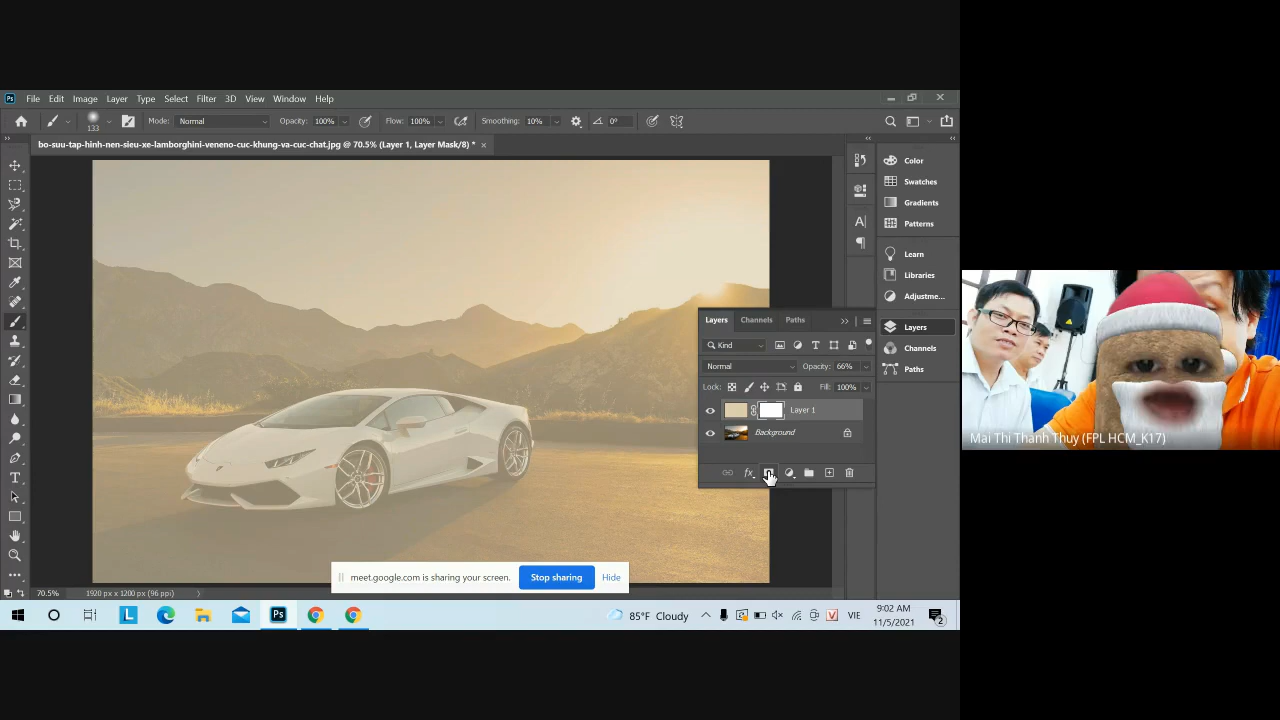 Ps File Edit Image Layer Type Select Filter 3D View Window Help
133 Mode: Normal Opacity: 100% Flow: 100% Smoothing: 10% 0°
bo-suu-tap-hinh-nen-sieu-xe-lamborghini-veneno-cuc-khung-va-cuc-chat.jpg @ 70.5% (Layer 1, Layer Mask/8) *
Color
Swatches
Gradients
Patterns
Learn
Libraries
Adjustme...
Layers
Channels
Paths
Layers Channels Paths
Kind
Normal Opacity: 66%
Lock: Fill: 100%
Layer 1
Background
fx
meet.google.com is sharing your screen. Stop sharing Hide
70.5% 1920 px x 1200 px (96 ppi)
L Ps 85°F Cloudy VIE
9:02 AM
11/5/2021
2
Mai Thi Thanh Thuy (FPL HCM_K17)